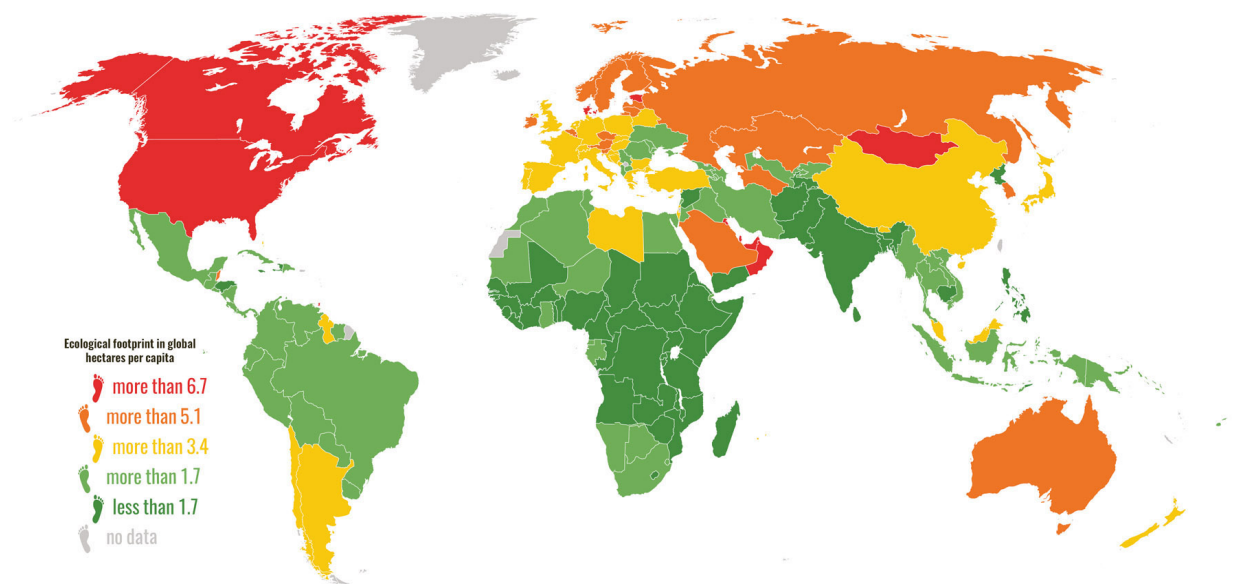 Ecological footprint in global
hectares per capita
more than 6.7
more than 5.1
more than 3.4
more than 1.7
less than 1.7
no data